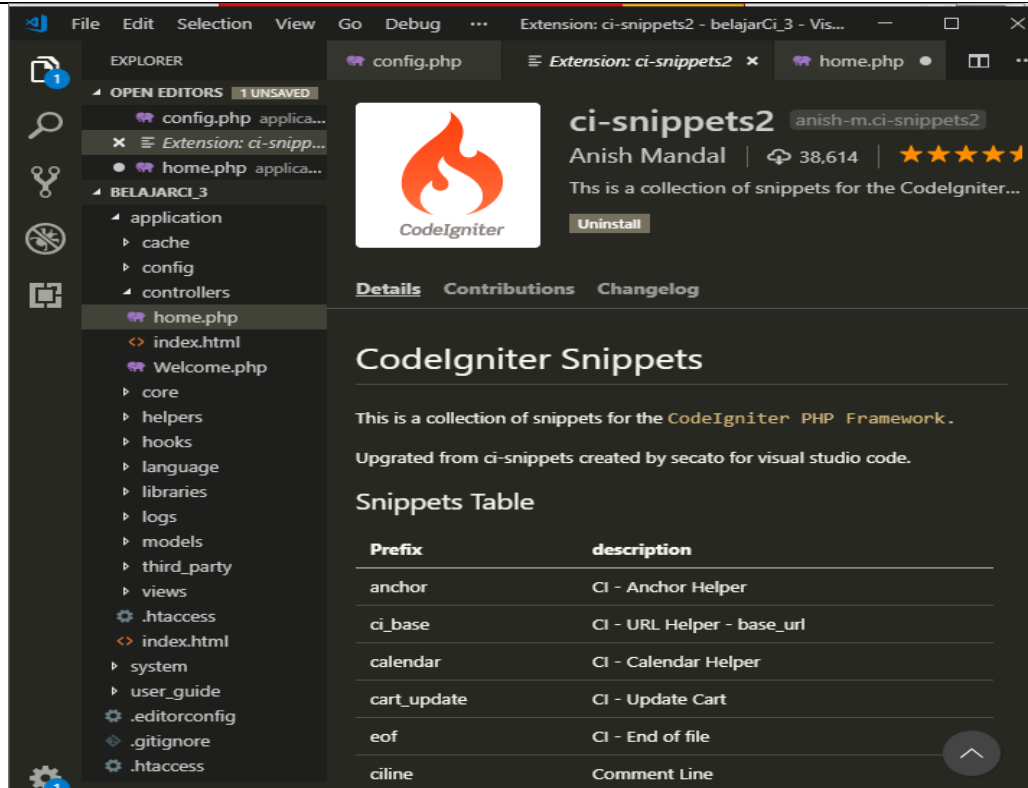 File Edit Selection View Go Debug ··· Extension: ci-snippets2 - belajarCi_3 - Vis...
EXPLORER
config.php
Extension: ci-snippets2
home.php
OPEN EDITORS 1 UNSAVED
config.php applica...
Extension: ci-snipp...
home.php applica...
BELAJARCI_3
application
cache
config
controllers
home.php
index.html
Welcome.php
core
helpers
hooks
language
libraries
logs
models
third_party
views
.htaccess
index.html
system
user_guide
.editorconfig
.gitignore
.htaccess
1
1
CodeIgniter
ci-snippets2 anish-m.ci-snippets2
Anish Mandal 38,614
Ths is a collection of snippets for the CodeIgniter...
Uninstall
Details Contributions Changelog
CodeIgniter Snippets
This is a collection of snippets for the CodeIgniter PHP Framework.
Upgrated from ci-snippets created by secato for visual studio code.
Snippets Table
Prefix description
anchor CI - Anchor Helper
ci_base CI - URL Helper - base_url
calendar CI - Calendar Helper
cart_update CI - Update Cart
eof CI - End of file
ciline Comment Line